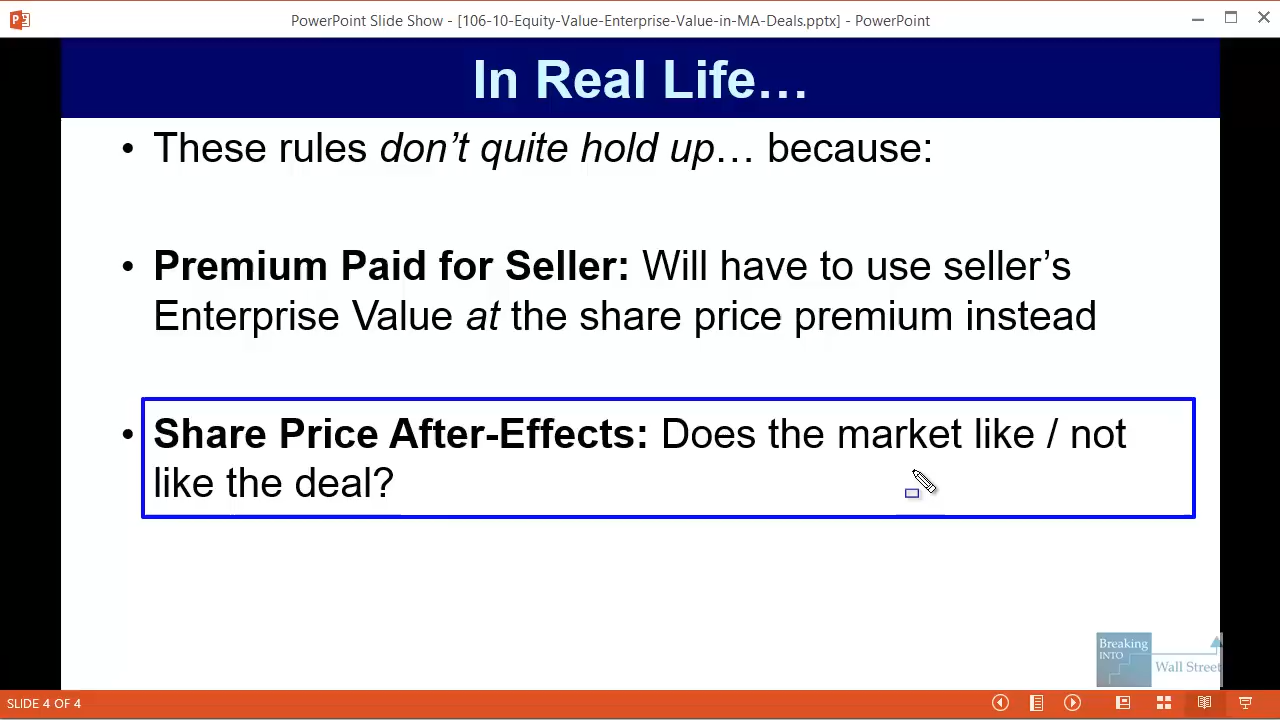 PowerPoint Slide Show - [106-10-Equity-Value-Enterprise-Value-in-MA-Deals.pptx] - PowerPoint
In Real Life…
• These rules don’t quite hold up… because:
• Premium Paid for Seller: Will have to use seller’s
Enterprise Value at the share price premium instead
• Share Price After-Effects: Does the market like / not
like the deal?
Breaking
INTO
Wall Street
SLIDE 4 OF 4